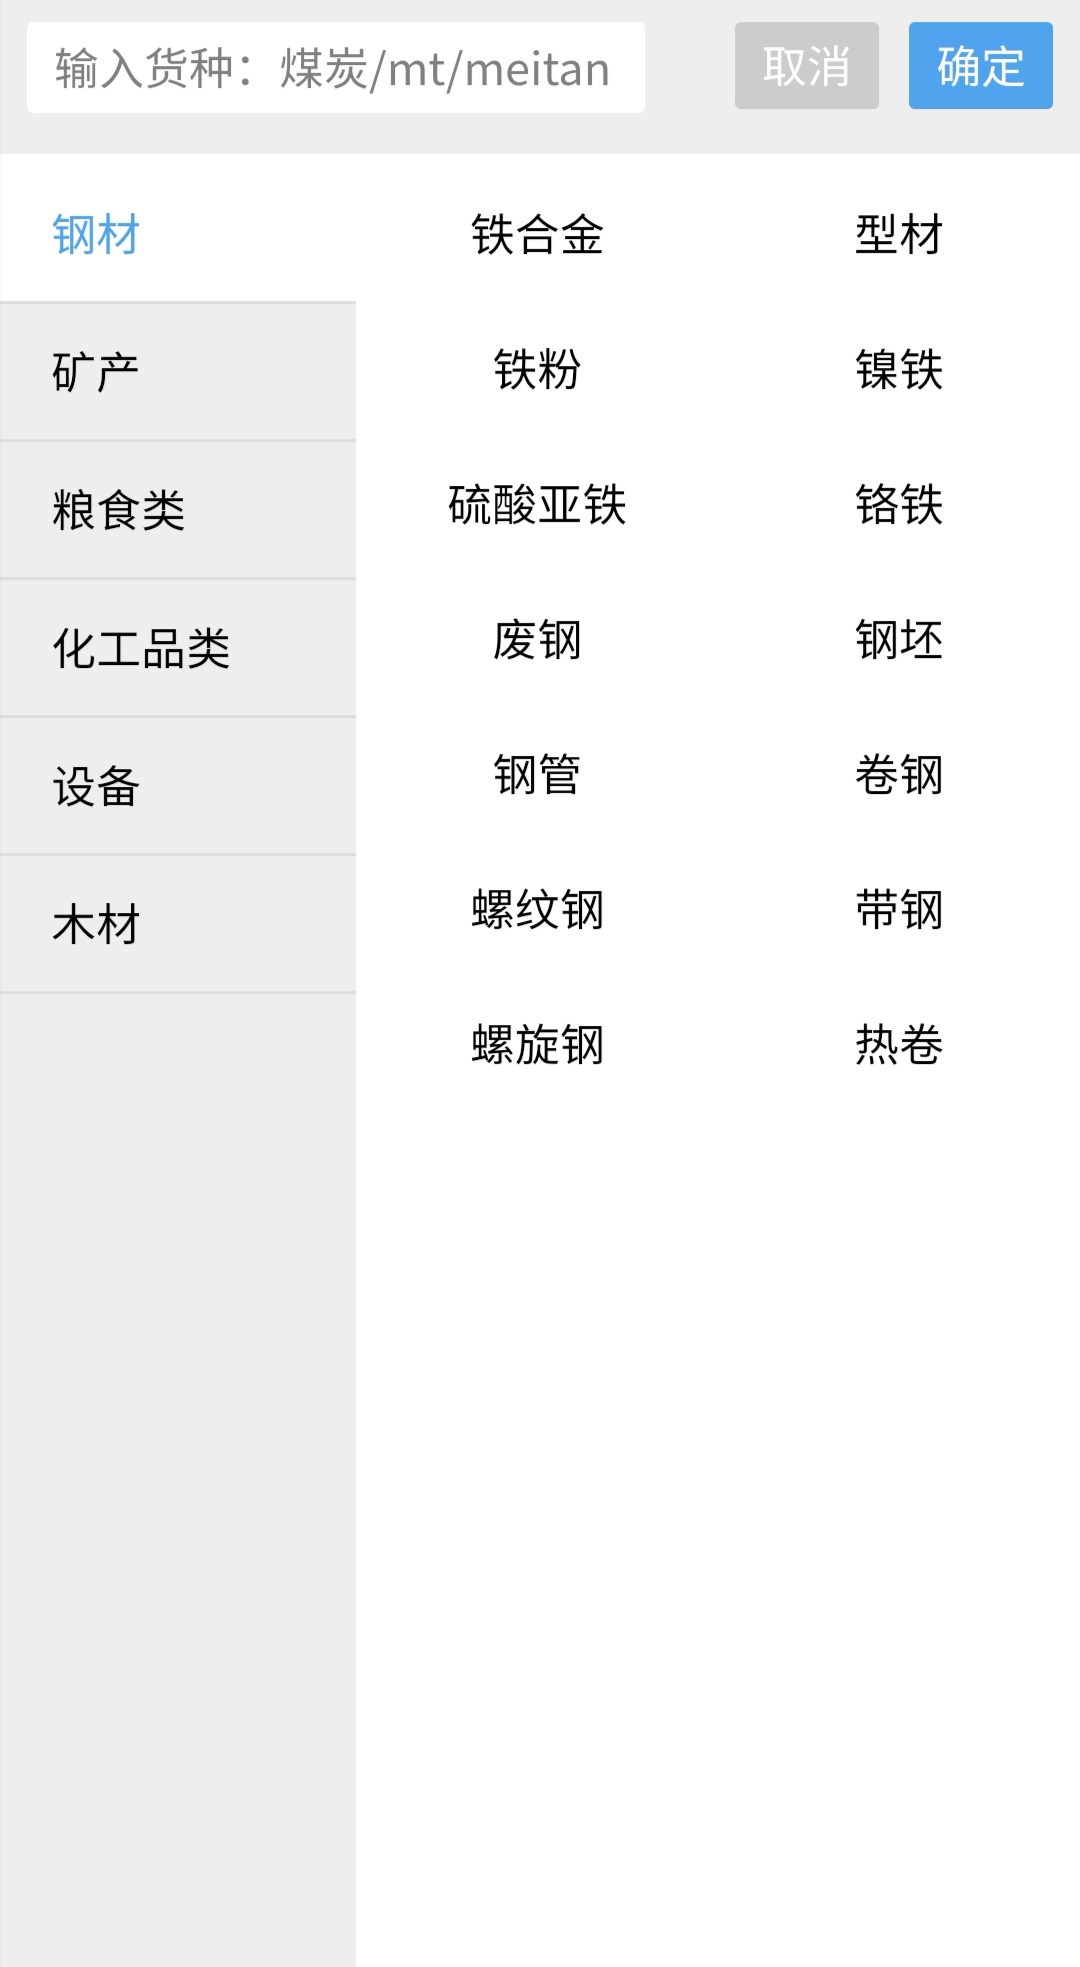 输入货种：煤炭/mt/meitan 取消 确定
钢材 铁合金 型材
矿产 铁粉 镍铁
粮食类 硫酸亚铁 铬铁
化工品类 废钢 钢坯
设备 钢管 卷钢
木材 螺纹钢 带钢
螺旋钢 热卷